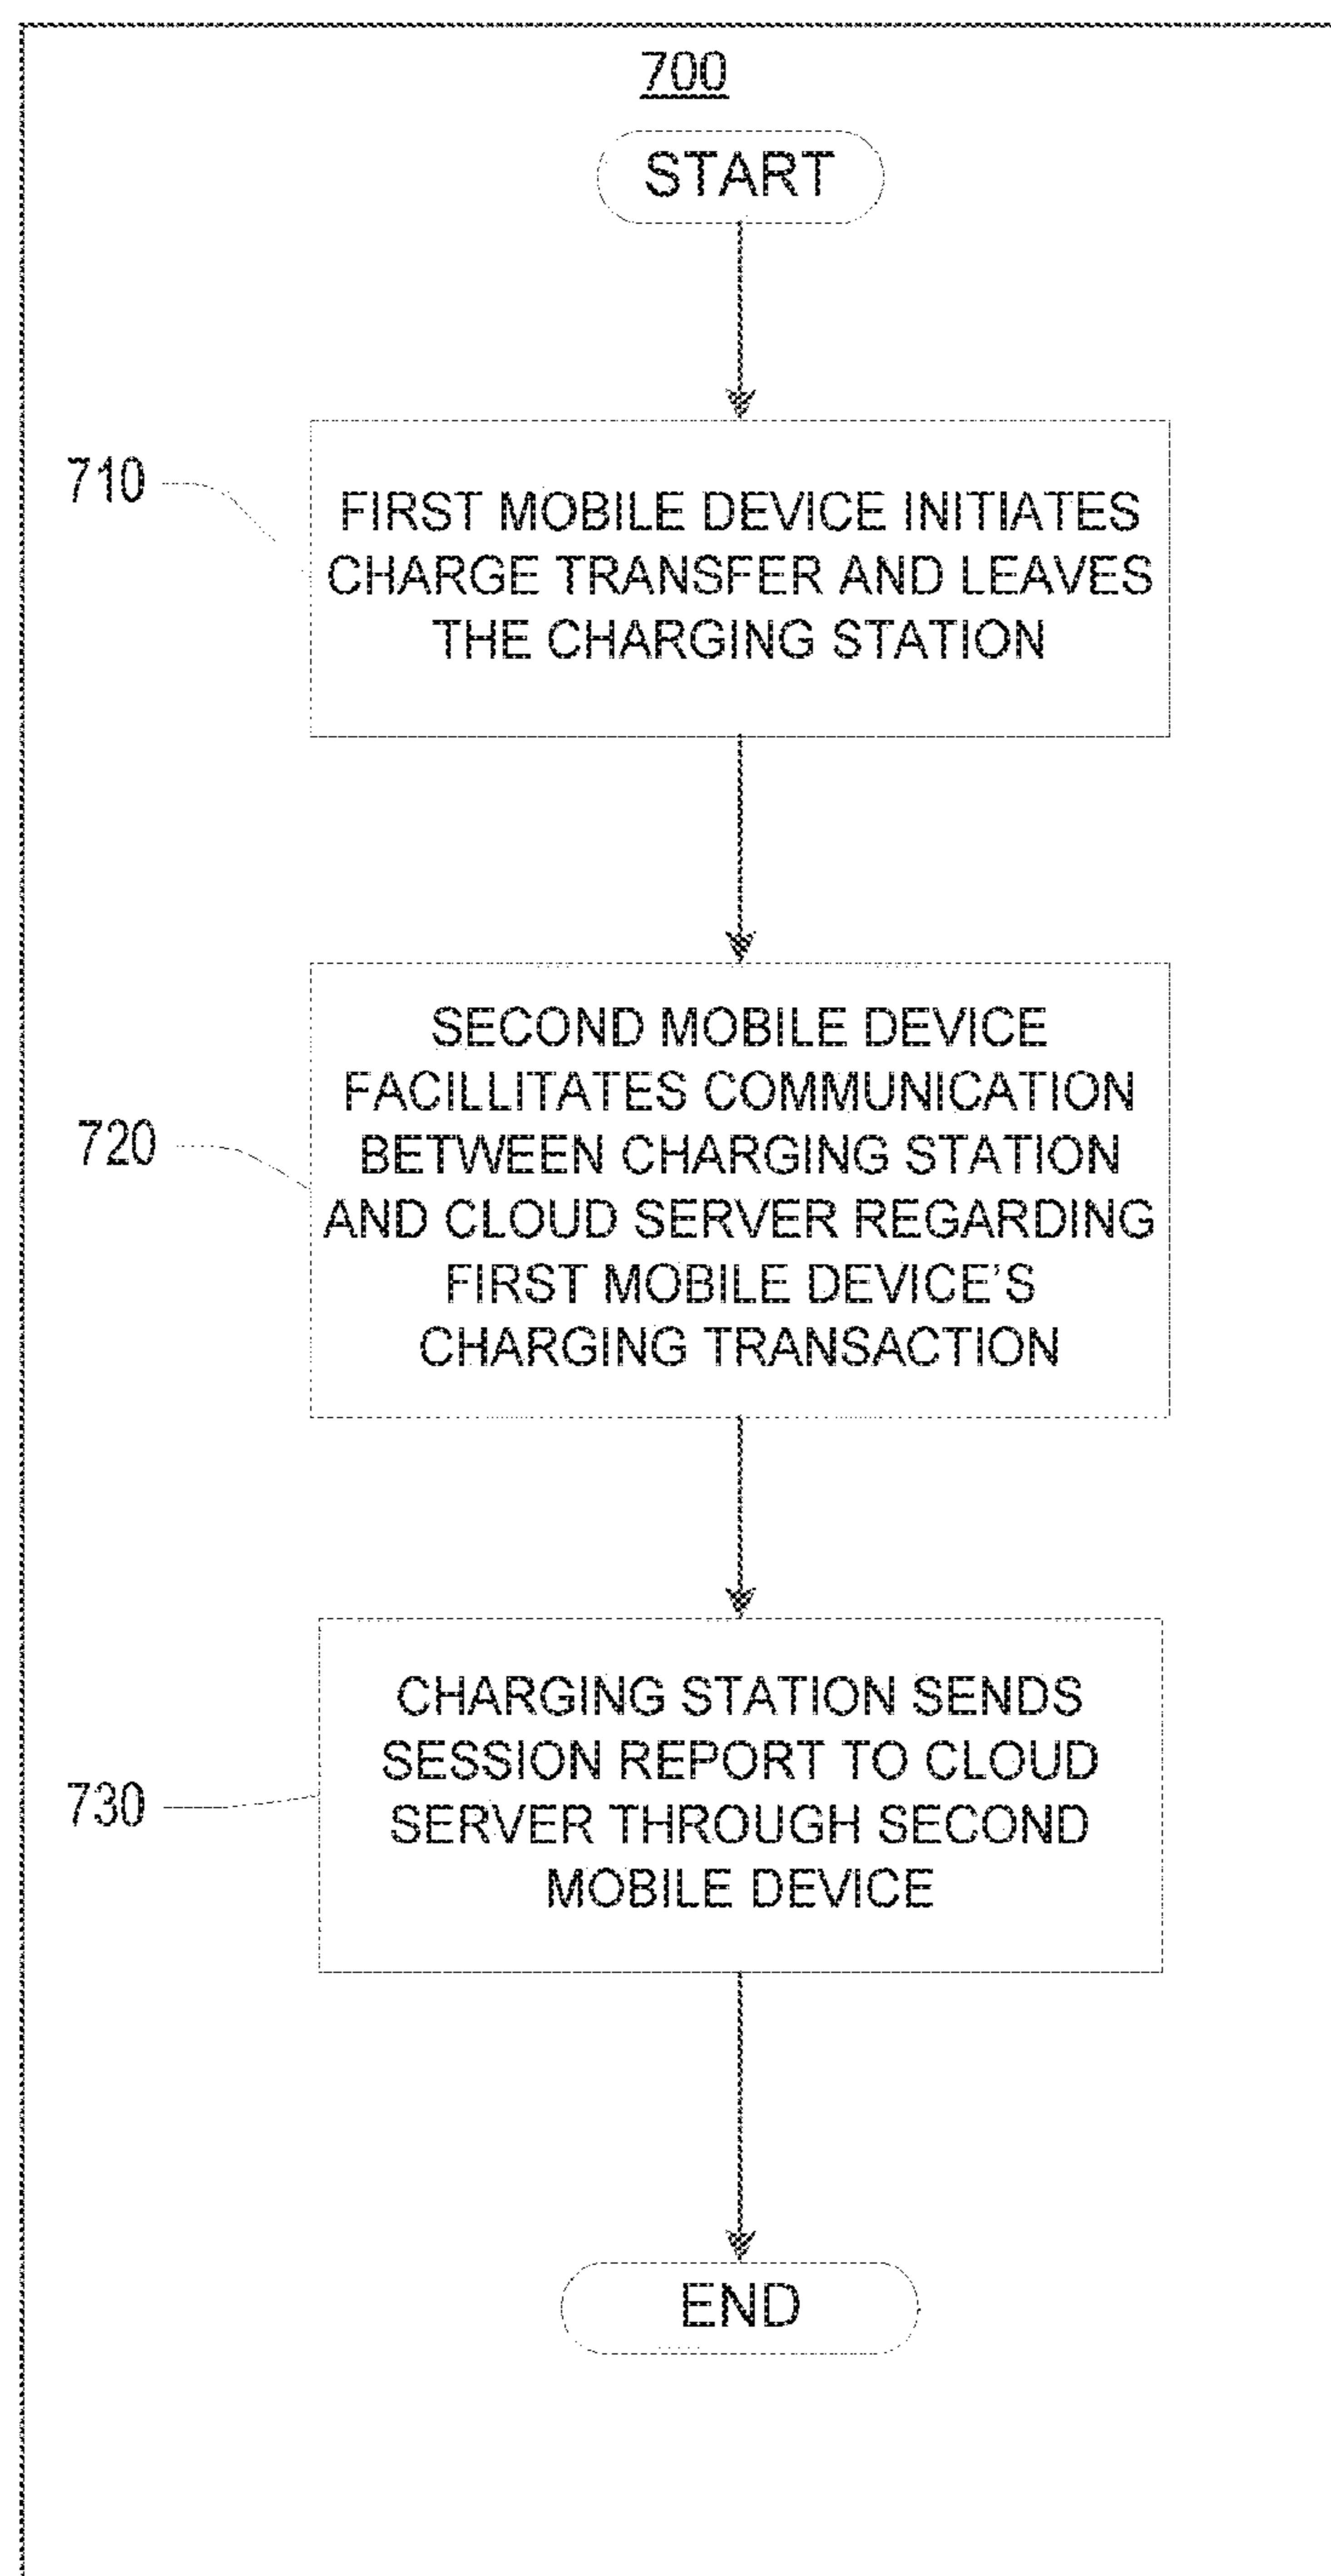 700
START
710
FIRST MOBILE DEVICE INITIATES
CHARGE TRANSFER AND LEAVES
THE CHARGING STATION
720
SECOND MOBILE DEVICE
FACILLITATES COMMUNICATION
BETWEEN CHARGING STATION
AND CLOUD SERVER REGARDING
FIRST MOBILE DEVICE'S
CHARGING TRANSACTION
730
CHARGING STATION SENDS
SESSION REPORT TO CLOUD
SERVER THROUGH SECOND
MOBILE DEVICE
END